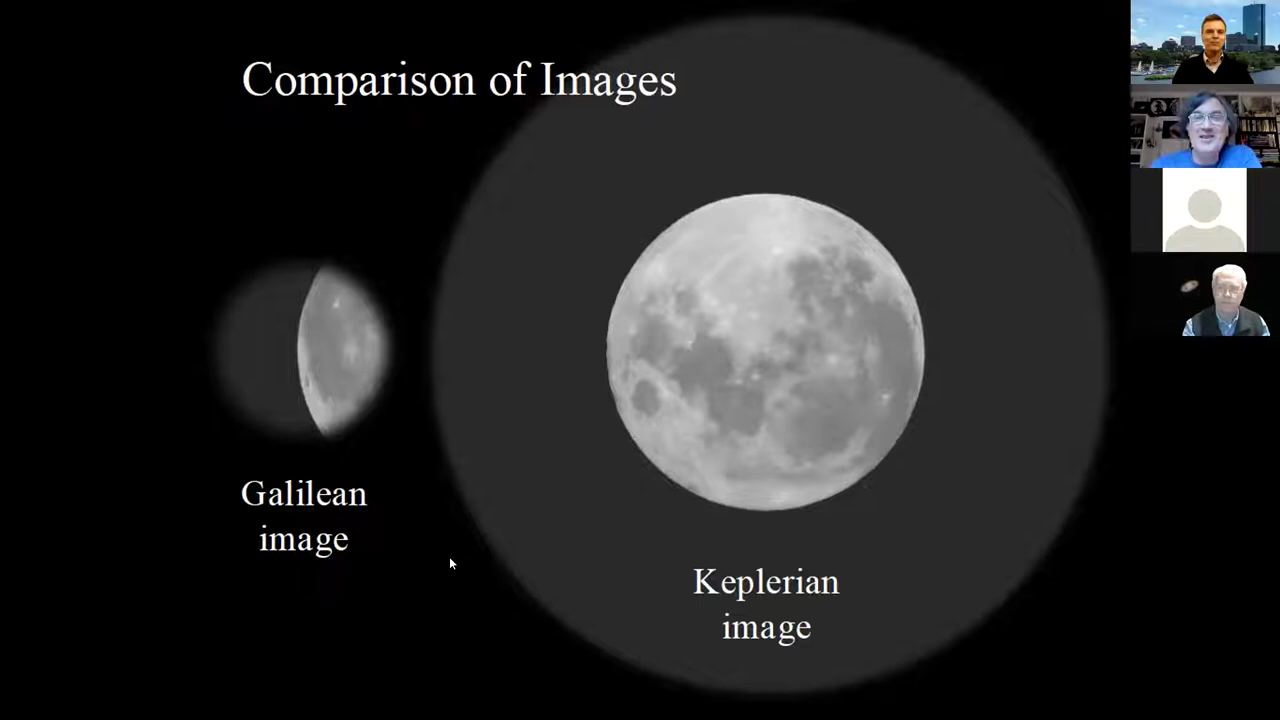 Comparison of Images
Galilean
image
Keplerian
image